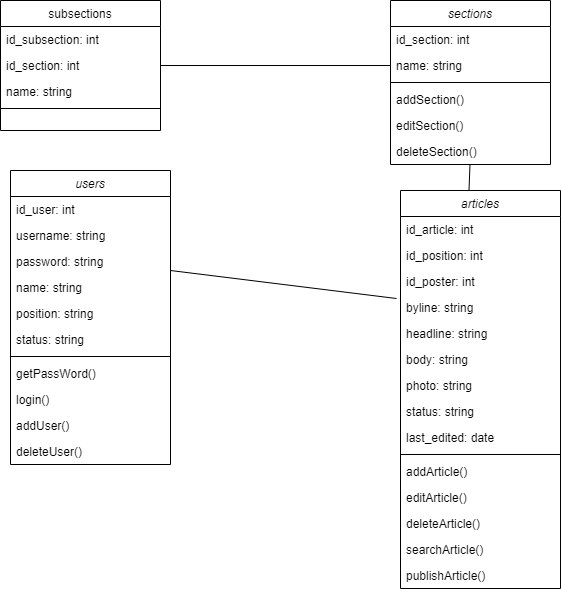 subsections
id_subsection: int
id_section: int
name: string
sections
id_section: int
name: string
addSection()
editSection()
deleteSection()
users
id_user: int
username: string
password: string
name: string
position: string
status: string
getPassWord()
login()
addUser()
deleteUser()
articles
id_article: int
id_position: int
id_poster: int
byline: string
headline: string
body: string
photo: string
status: string
last_edited: date
addArticle()
editArticle()
deleteArticle()
searchArticle()
publishArticle()